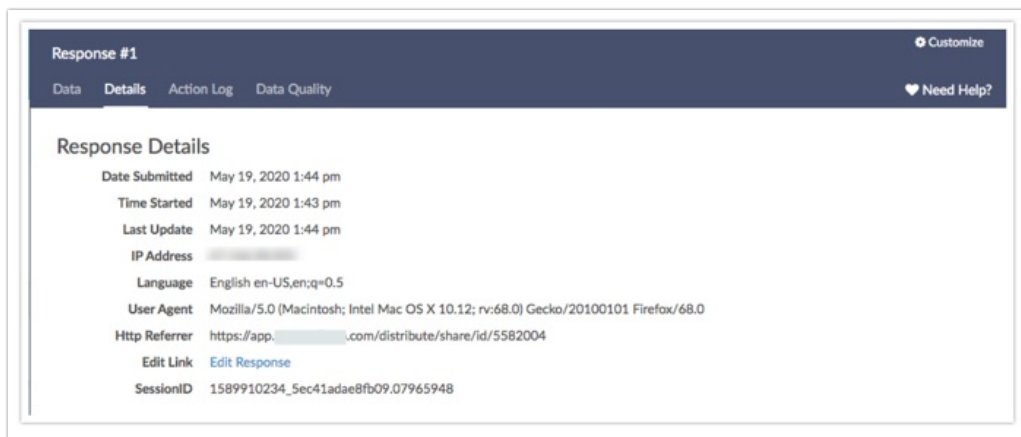 Response #1
Customize
Data Details Action Log Data Quality
Need Help?
Response Details
Date Submitted May 19, 2020 1:44 pm
Time Started May 19, 2020 1:43 pm
Last Update May 19, 2020 1:44 pm
IP Address
Language English en-US,en;q=0.5
User Agent Mozilla/5.0 (Macintosh; Intel Mac OS X 10.12; rv:68.0) Gecko/20100101 Firefox/68.0
Http Referrer https://app. .com/distribute/share/id/5582004
Edit Link Edit Response
SessionID 1589910234_5ec41adae8fb09.07965948